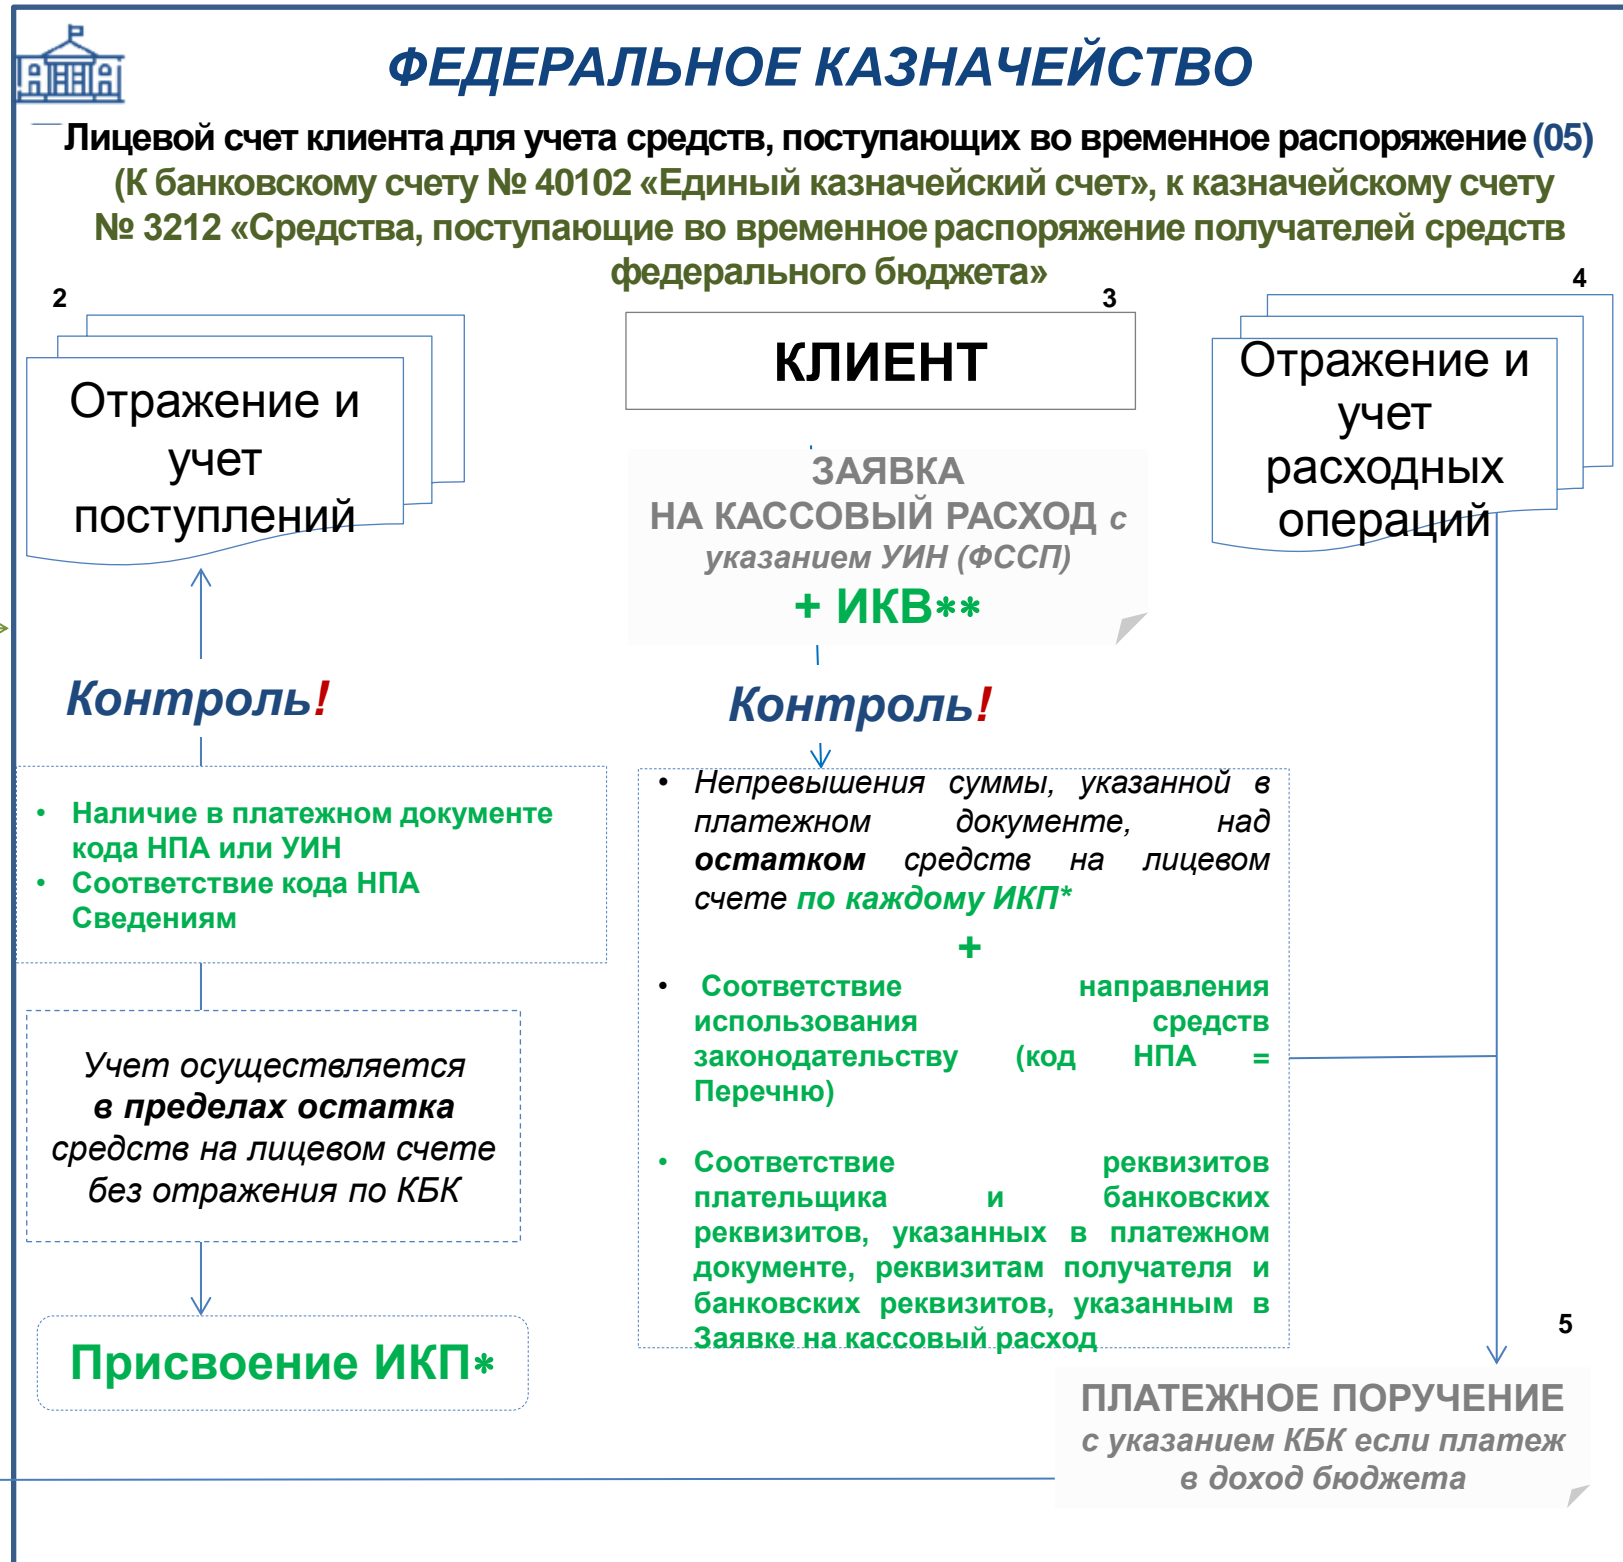 ФЕДЕРАЛЬНОЕ КАЗНАЧЕЙСТВО
Лицевой счет клиента для учета средств, поступающих во временное распоряжение (05)
(К банковскому счету № 40102 «Единый казначейский счет», к казначейскому счету
№ 3212 «Средства, поступающие во временное распоряжение получателей средств
федерального бюджета»
2
Отражение и
учет
поступлений
Контроль!
• Наличие в платежном документе
кода НПА или УИН
• Соответствие кода НПА
Сведениям
Учет осуществляется
в пределах остатка
средств на лицевом счете
без отражения по КБК
Присвоение ИКП*
3
КЛИЕНТ
ЗАЯВКА
НА КАССОВЫЙ РАСХОД с
указанием УИН (ФССП)
+ ИКВ**
Контроль!
• Непревышения суммы, указанной в
платежном документе, над
остатком средств на лицевом
счете по каждому ИКП*
+
• Соответствие направления
использования средств
законодательству (код НПА =
Перечню)
• Соответствие реквизитов
плательщика и банковских
реквизитов, указанных в платежном
документе, реквизитам получателя и
банковских реквизитов, указанным в
Заявке на кассовый расход
4
Отражение и
учет
расходных
операций
5
ПЛАТЕЖНОЕ ПОРУЧЕНИЕ
с указанием КБК если платеж
в доход бюджета